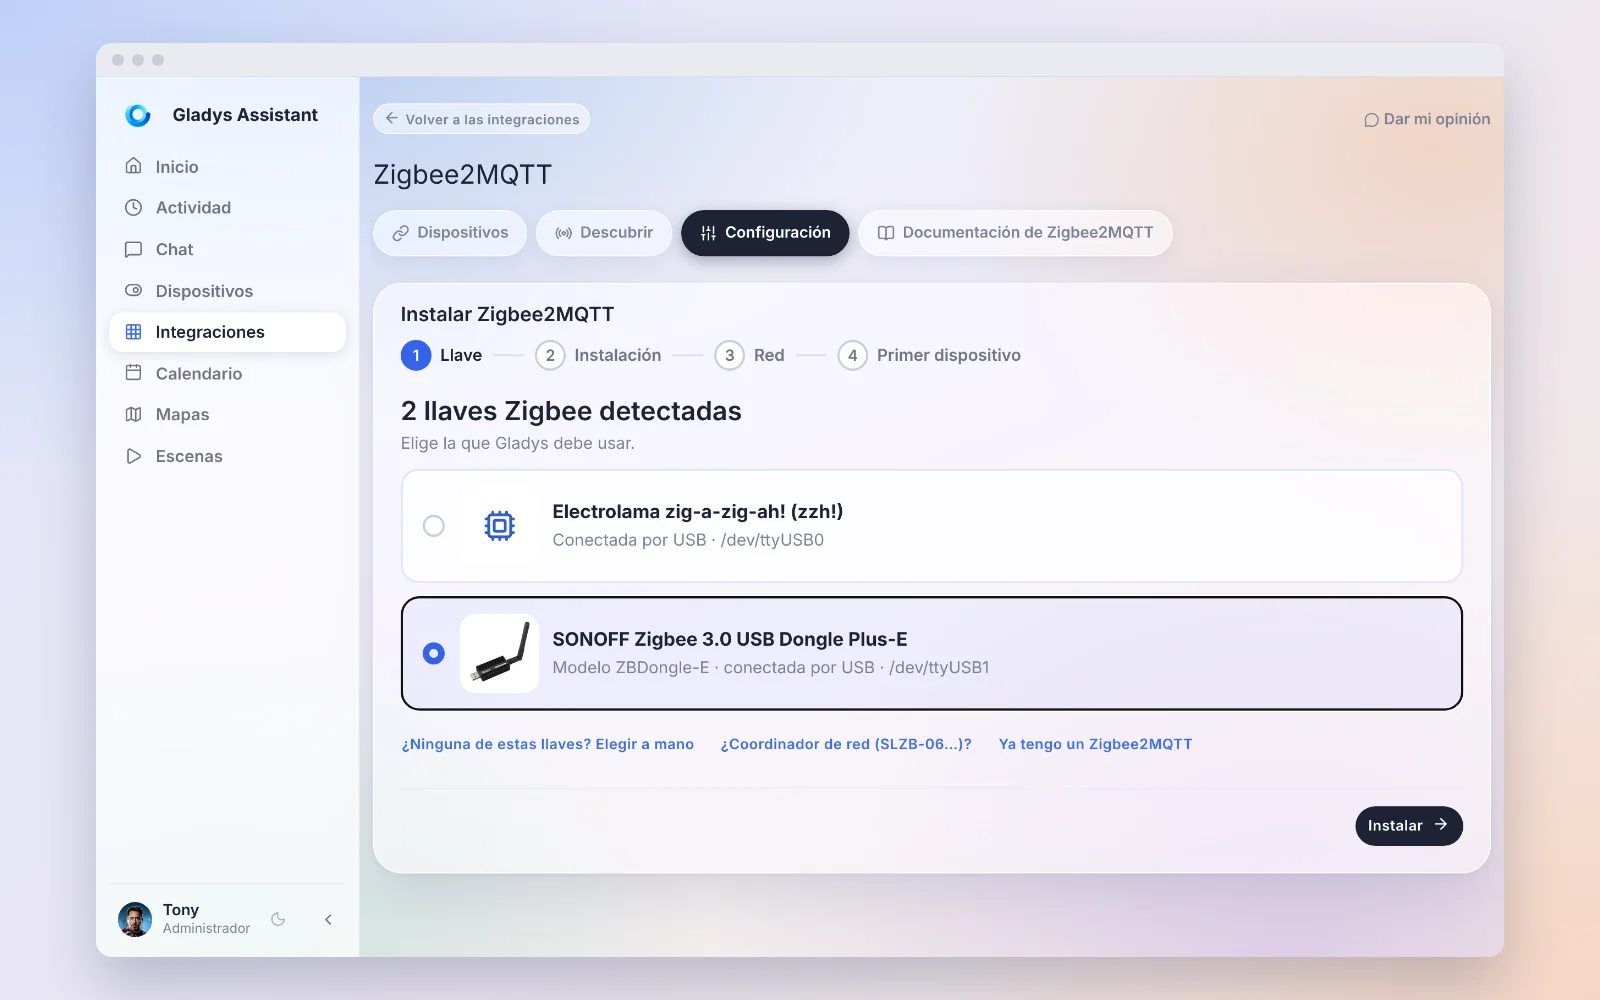 Gladys Assistant
Inicio
Actividad
Chat
Dispositivos
Integraciones
Calendario
Mapas
Escenas
Tony
Administrador
Volver a las integraciones
Dar mi opinión
Zigbee2MQTT
Dispositivos
Descubrir
Configuración
Documentación de Zigbee2MQTT
Instalar Zigbee2MQTT
1 Llave
2 Instalación
3 Red
4 Primer dispositivo
2 llaves Zigbee detectadas
Elige la que Gladys debe usar.
Electrolama zig-a-zig-ah! (zzh!)
Conectada por USB · /dev/ttyUSB0
SONOFF Zigbee 3.0 USB Dongle Plus-E
Modelo ZBDongle-E · conectada por USB · /dev/ttyUSB1
¿Ninguna de estas llaves? Elegir a mano
¿Coordinador de red (SLZB-06...)?
Ya tengo un Zigbee2MQTT
Instalar